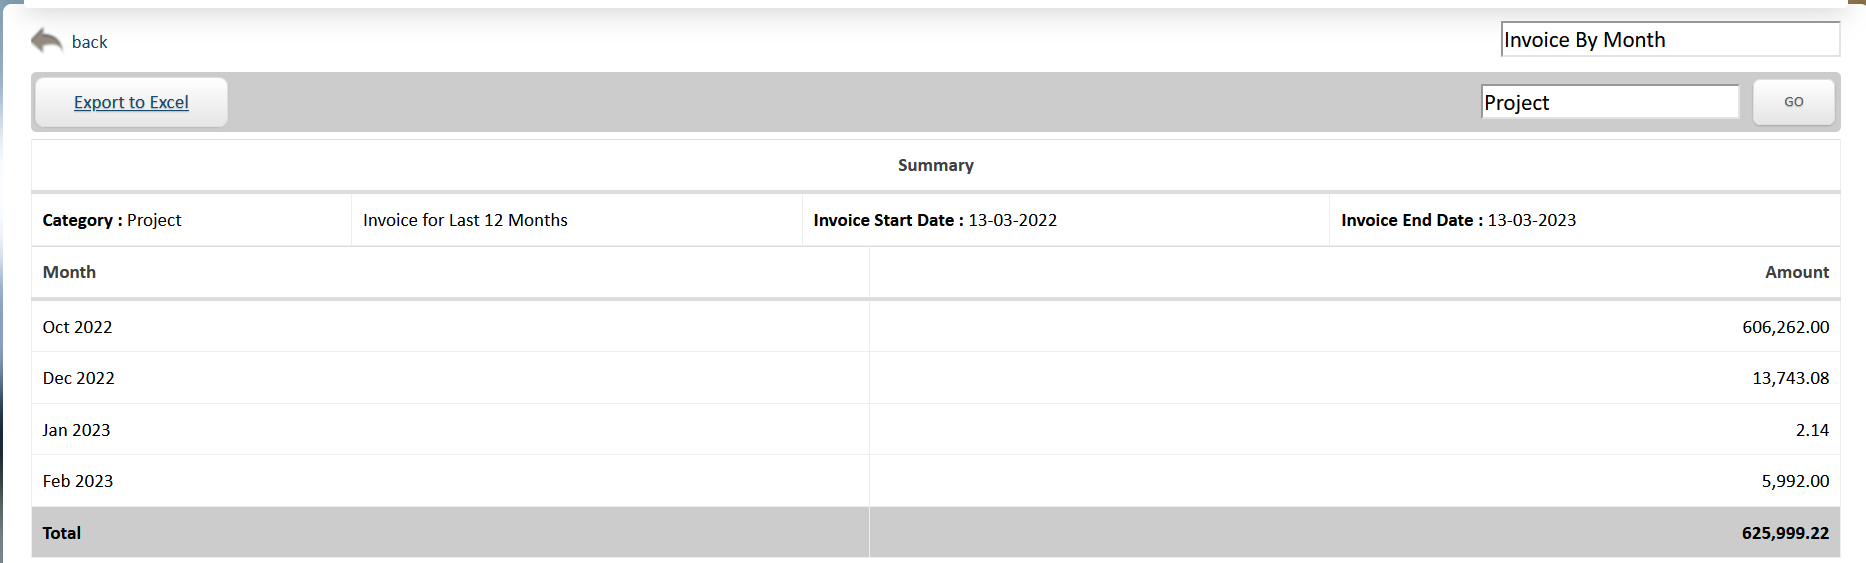 back
Invoice By Month
Export to Excel
Project
GO
Summary
Category : Project Invoice for Last 12 Months Invoice Start Date : 13-03-2022 Invoice End Date : 13-03-2023
Month Amount
Oct 2022 606,262.00
Dec 2022 13,743.08
Jan 2023 2.14
Feb 2023 5,992.00
Total 625,999.22